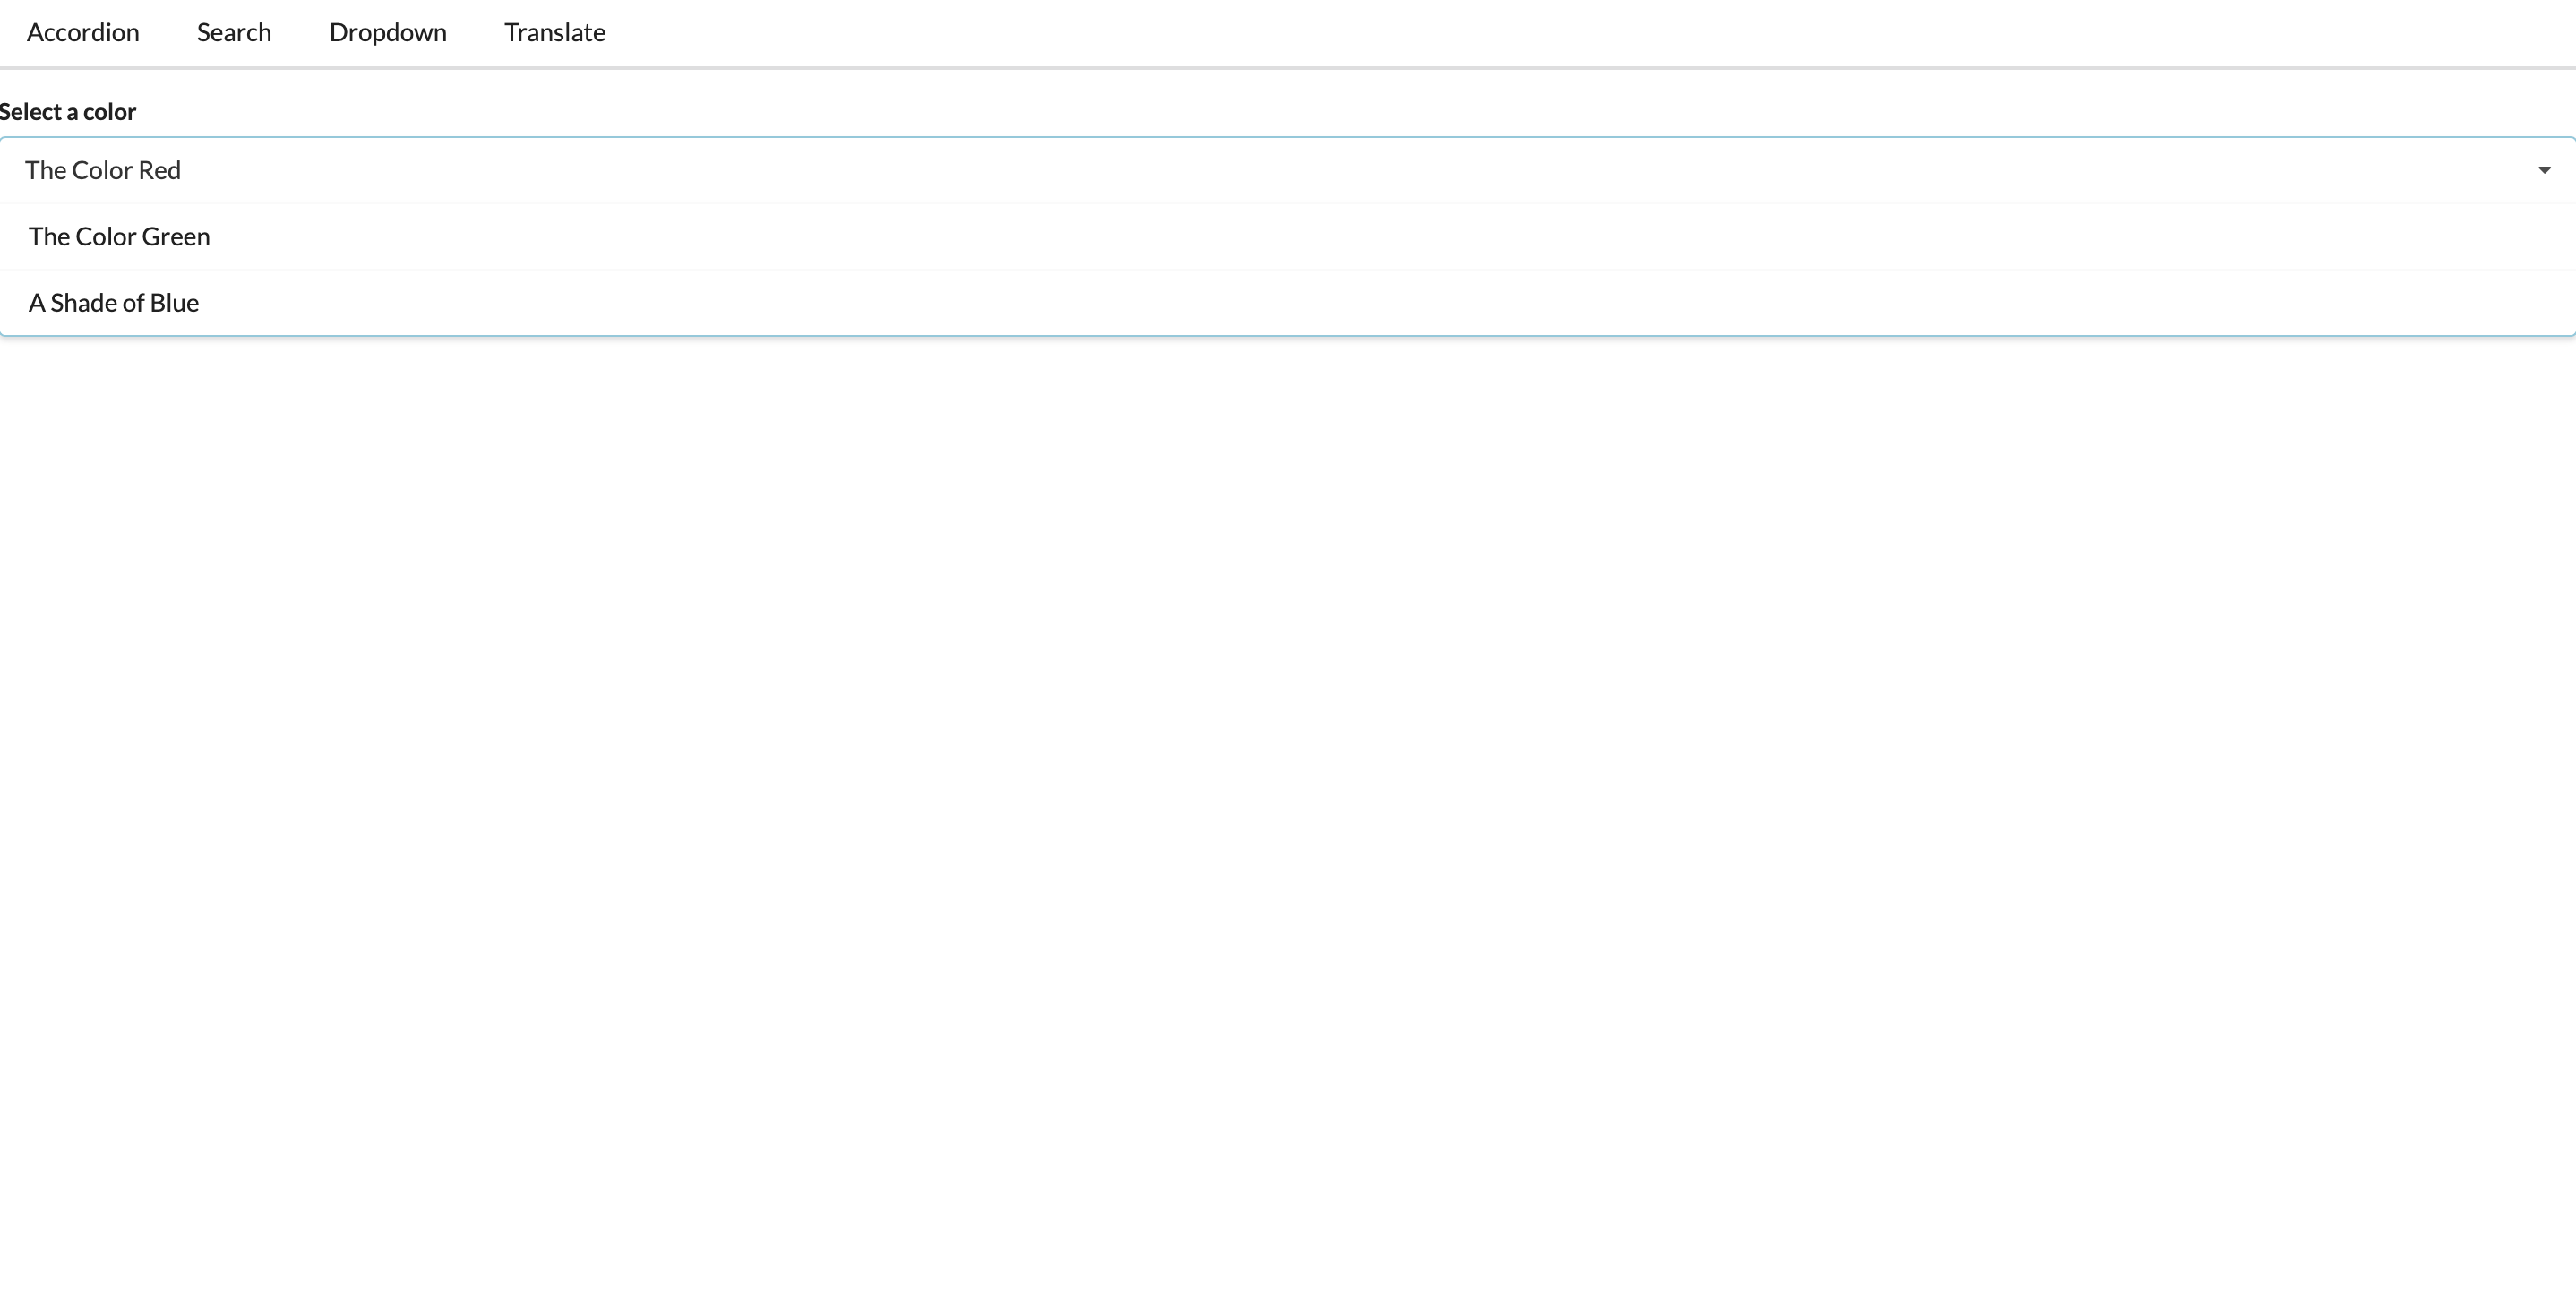 Accordion Search Dropdown Translate
Select a color
The Color Red
The Color Green
A Shade of Blue